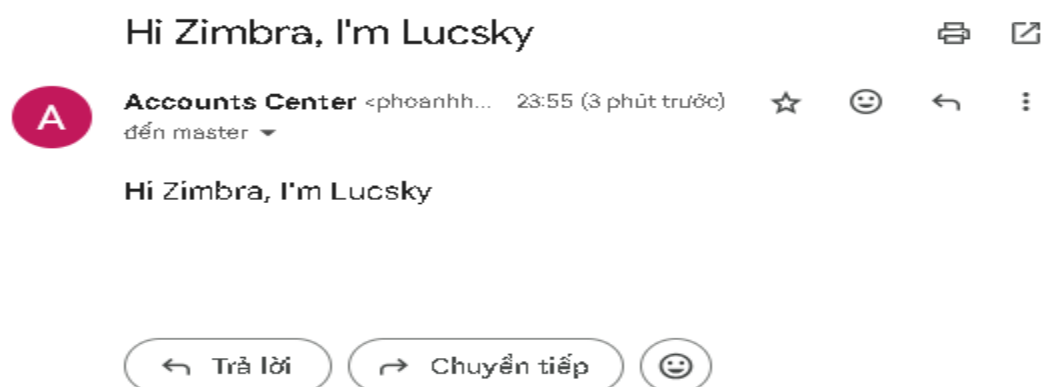 Hi Zimbra, I'm Lucsky
A
Accounts Center <phoanhh... 23:55 (3 phút trước)
đến master
Hi Zimbra, I'm Lucsky
Trả lời
Chuyển tiếp